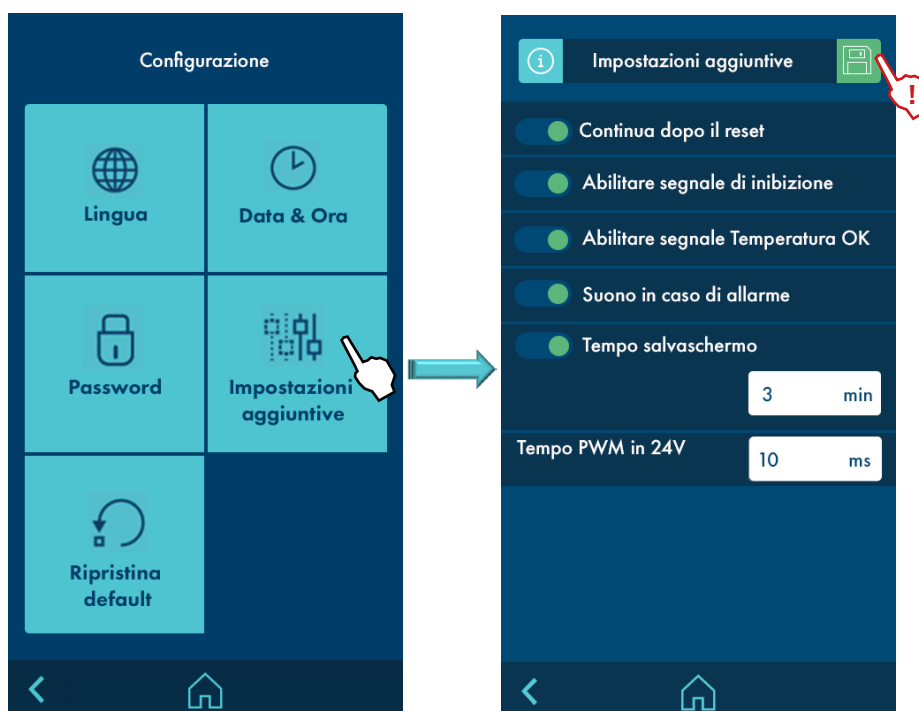 Configurazione
Lingua
Data & Ora
Password
Impostazioni
aggiuntive
Ripristina
default
Impostazioni aggiuntive
!
Continua dopo il reset
Abilitare segnale di inibizione
Abilitare segnale Temperatura OK
Suono in caso di allarme
Tempo salvaschermo
3 min
Tempo PWM in 24V
10 ms